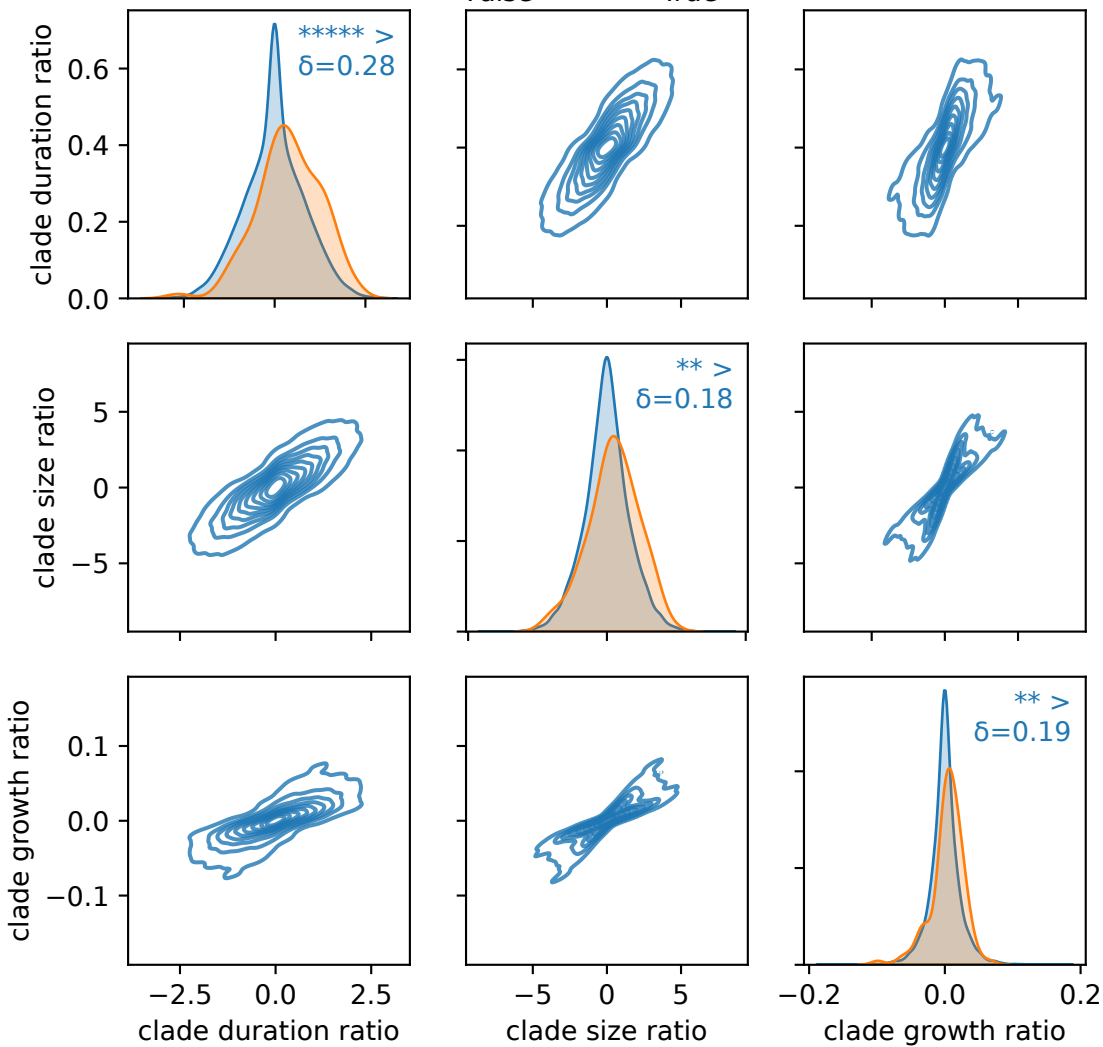 ***** >
δ=0.28
clade duration ratio
0.6
0.4
0.2
0.0
** >
δ=0.18
clade size ratio
5
0
−5
** >
δ=0.19
clade growth ratio
0.1
0.0
−0.1
−2.5 0.0 2.5
−5 0 5
−0.2 0.0 0.2
clade duration ratio
clade size ratio
clade growth ratio